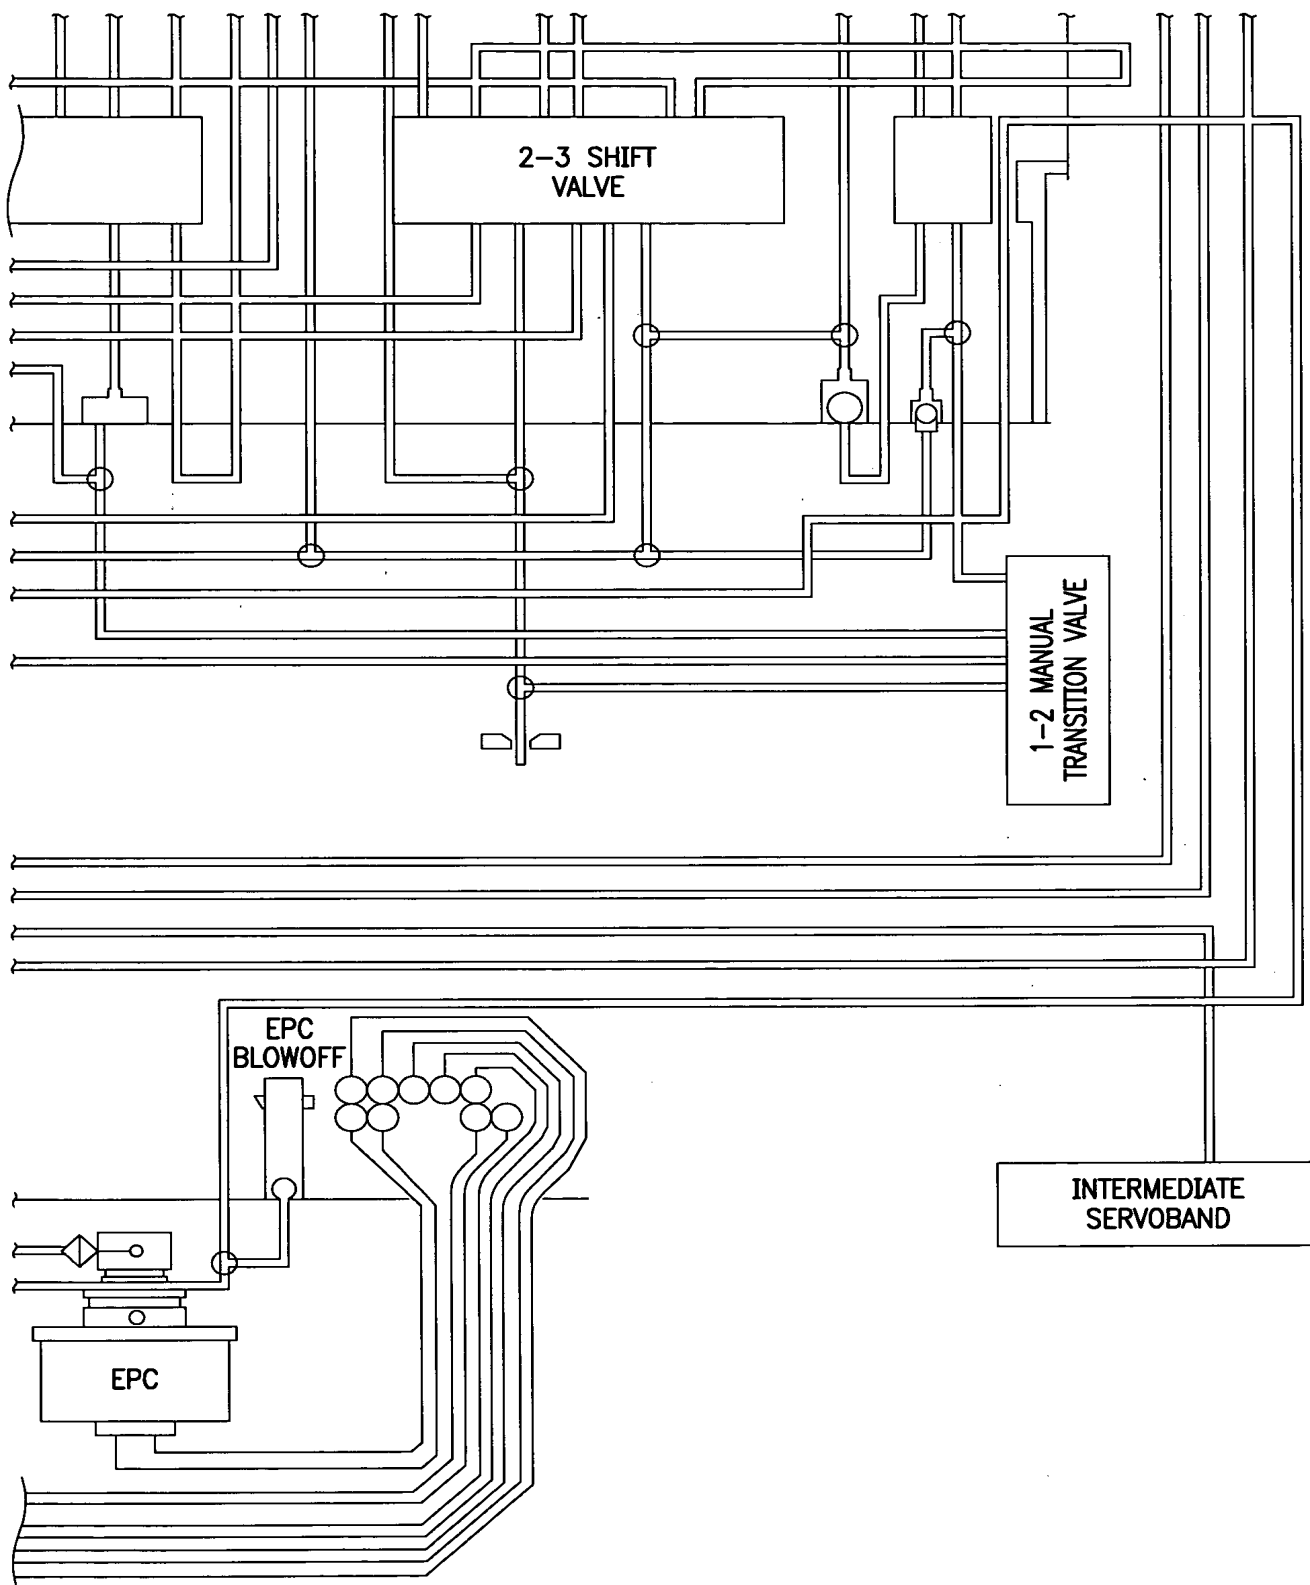 2-3 SHIFT
VALVE
1-2 MANUAL
TRANSITION VALVE
EPC
BLOWOFF
INTERMEDIATE
SERVOBAND
EPC